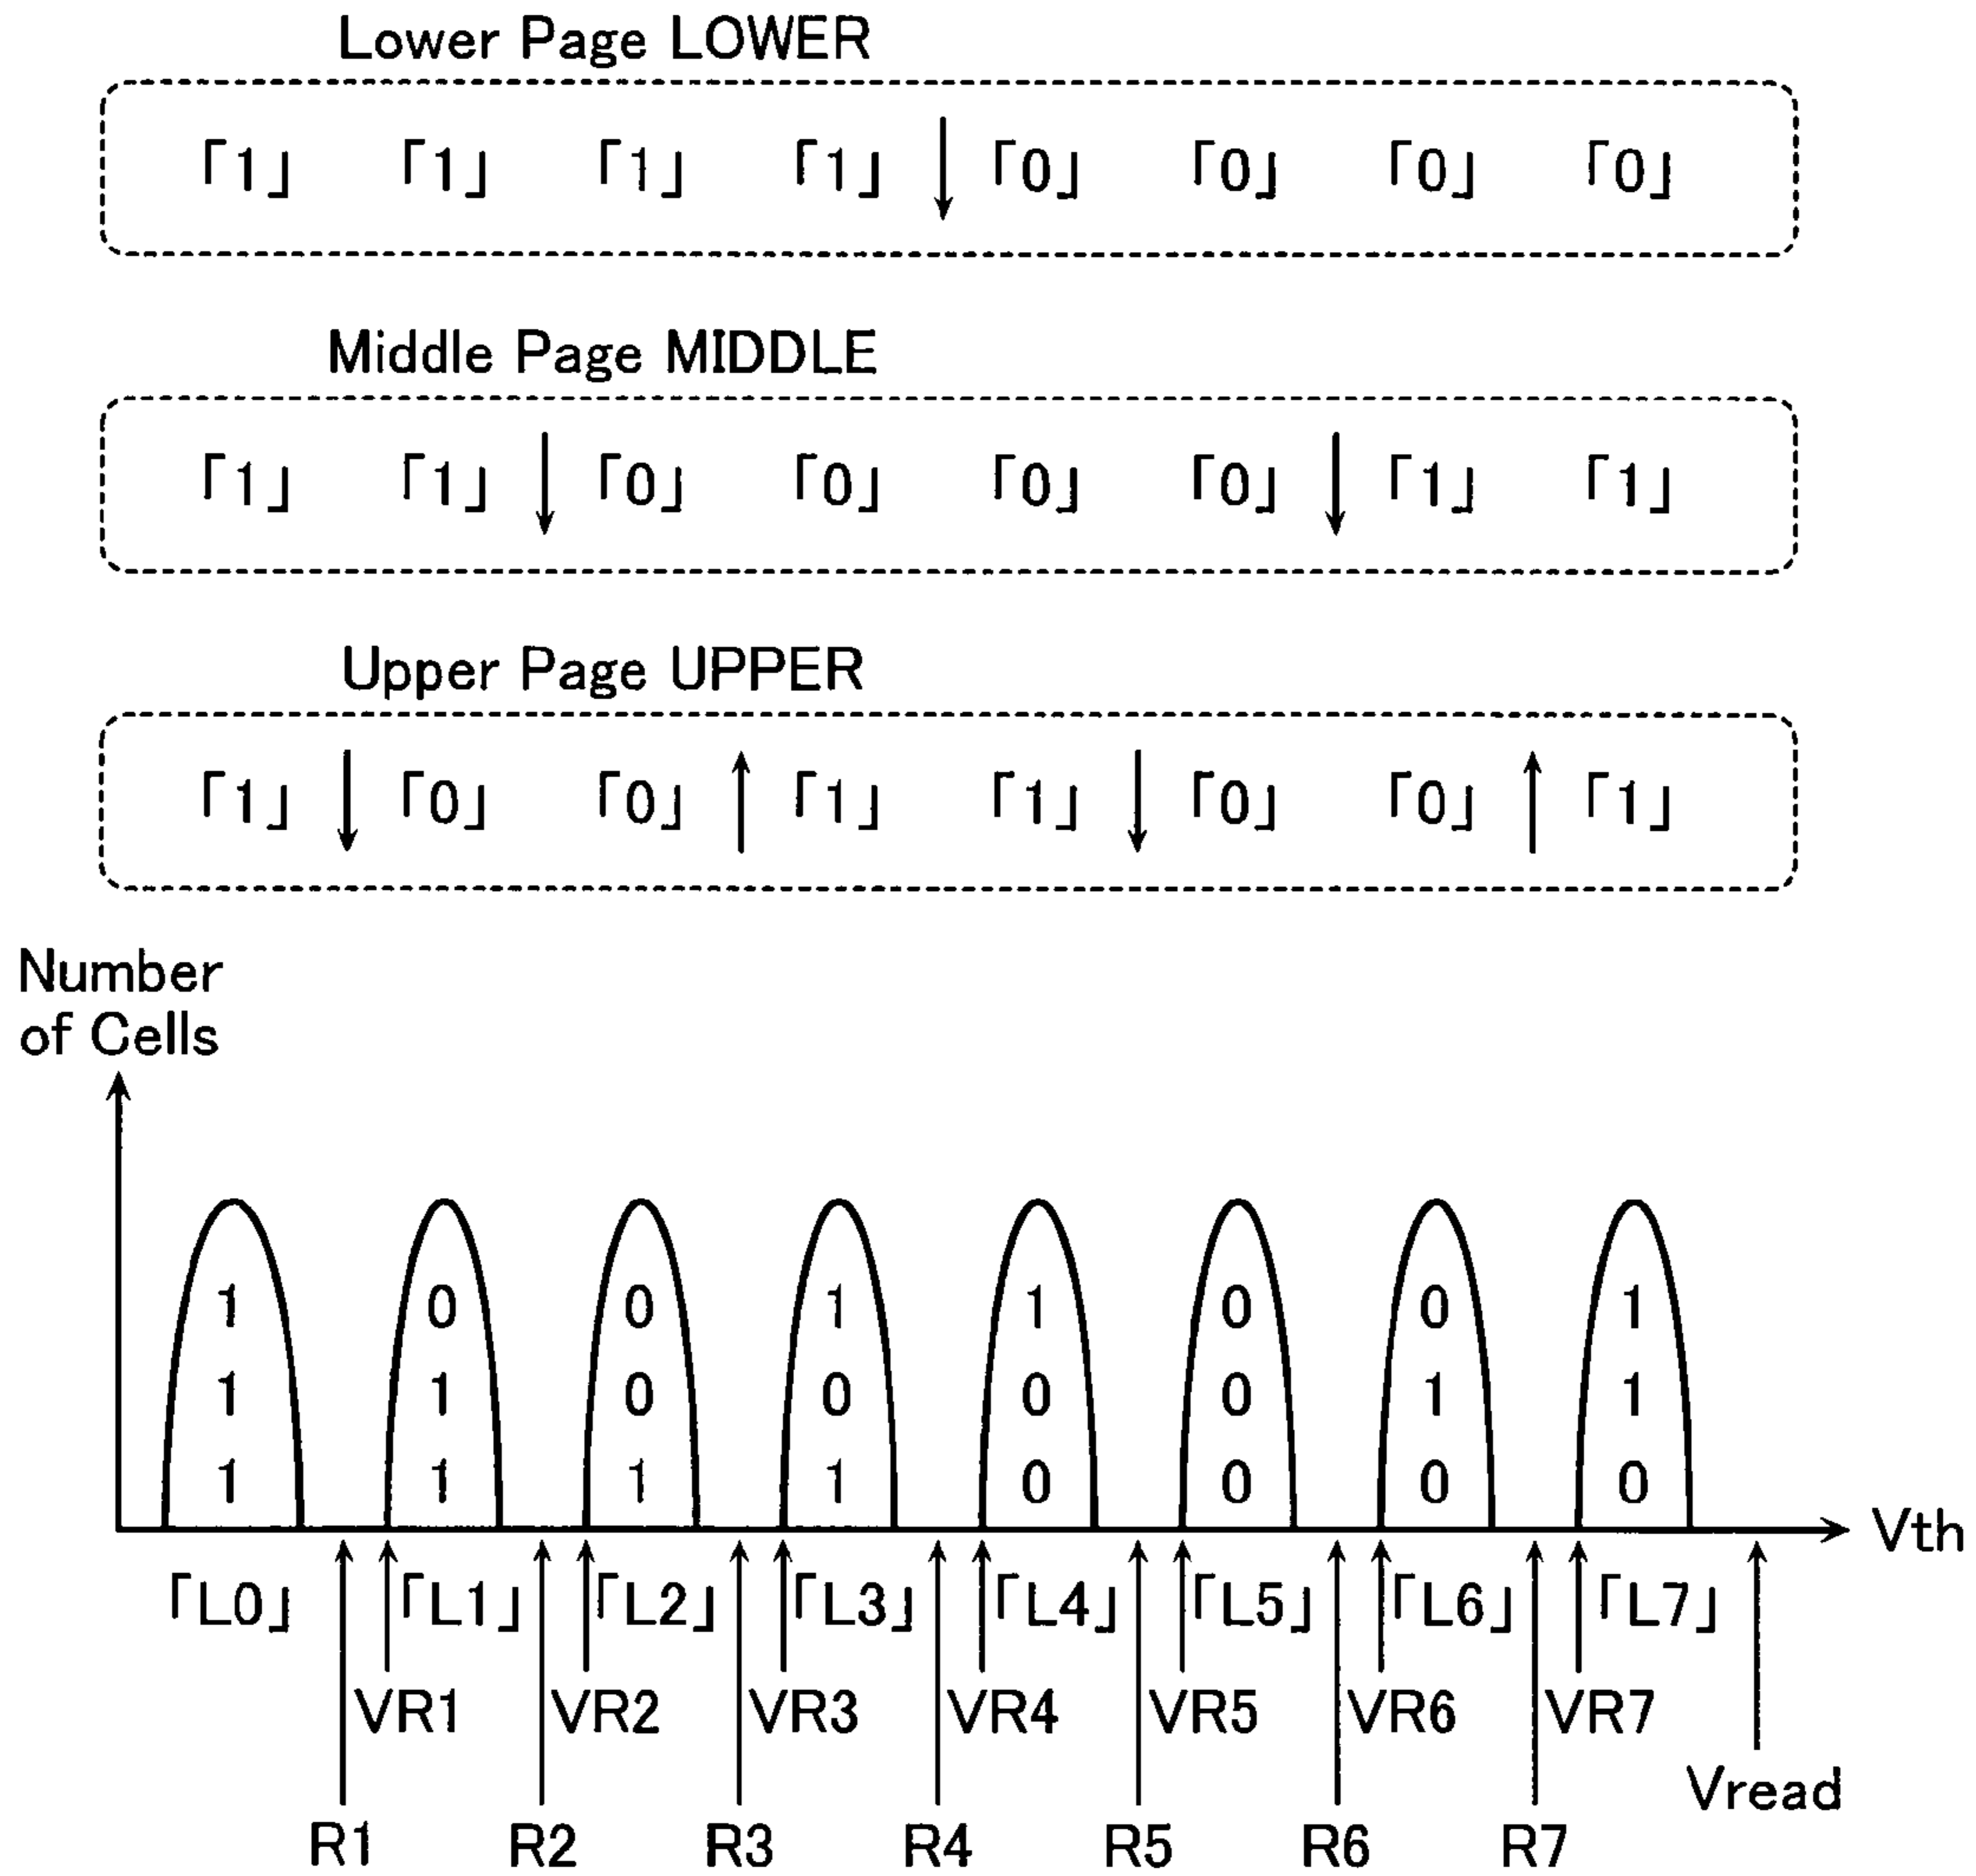 Lower Page LOWER
「1」 「1」 「1」 「1」 「0」 「0」 「0」 「0」
Middle Page MIDDLE
「1」 「1」 「0」 「0」 「0」 「0」 「1」 「1」
Upper Page UPPER
「1」 「0」 「0」 「1」 「1」 「0」 「0」 「1」
Number
of Cells
1 0 0 1 1 0 0 1
1 1 0 0 0 0 1 1
1 1 1 1 0 0 0 0
Vth
「L0」 「L1」 「L2」 「L3」 「L4」 「L5」 「L6」 「L7」
VR1 VR2 VR3 VR4 VR5 VR6 VR7
Vread
R1 R2 R3 R4 R5 R6 R7